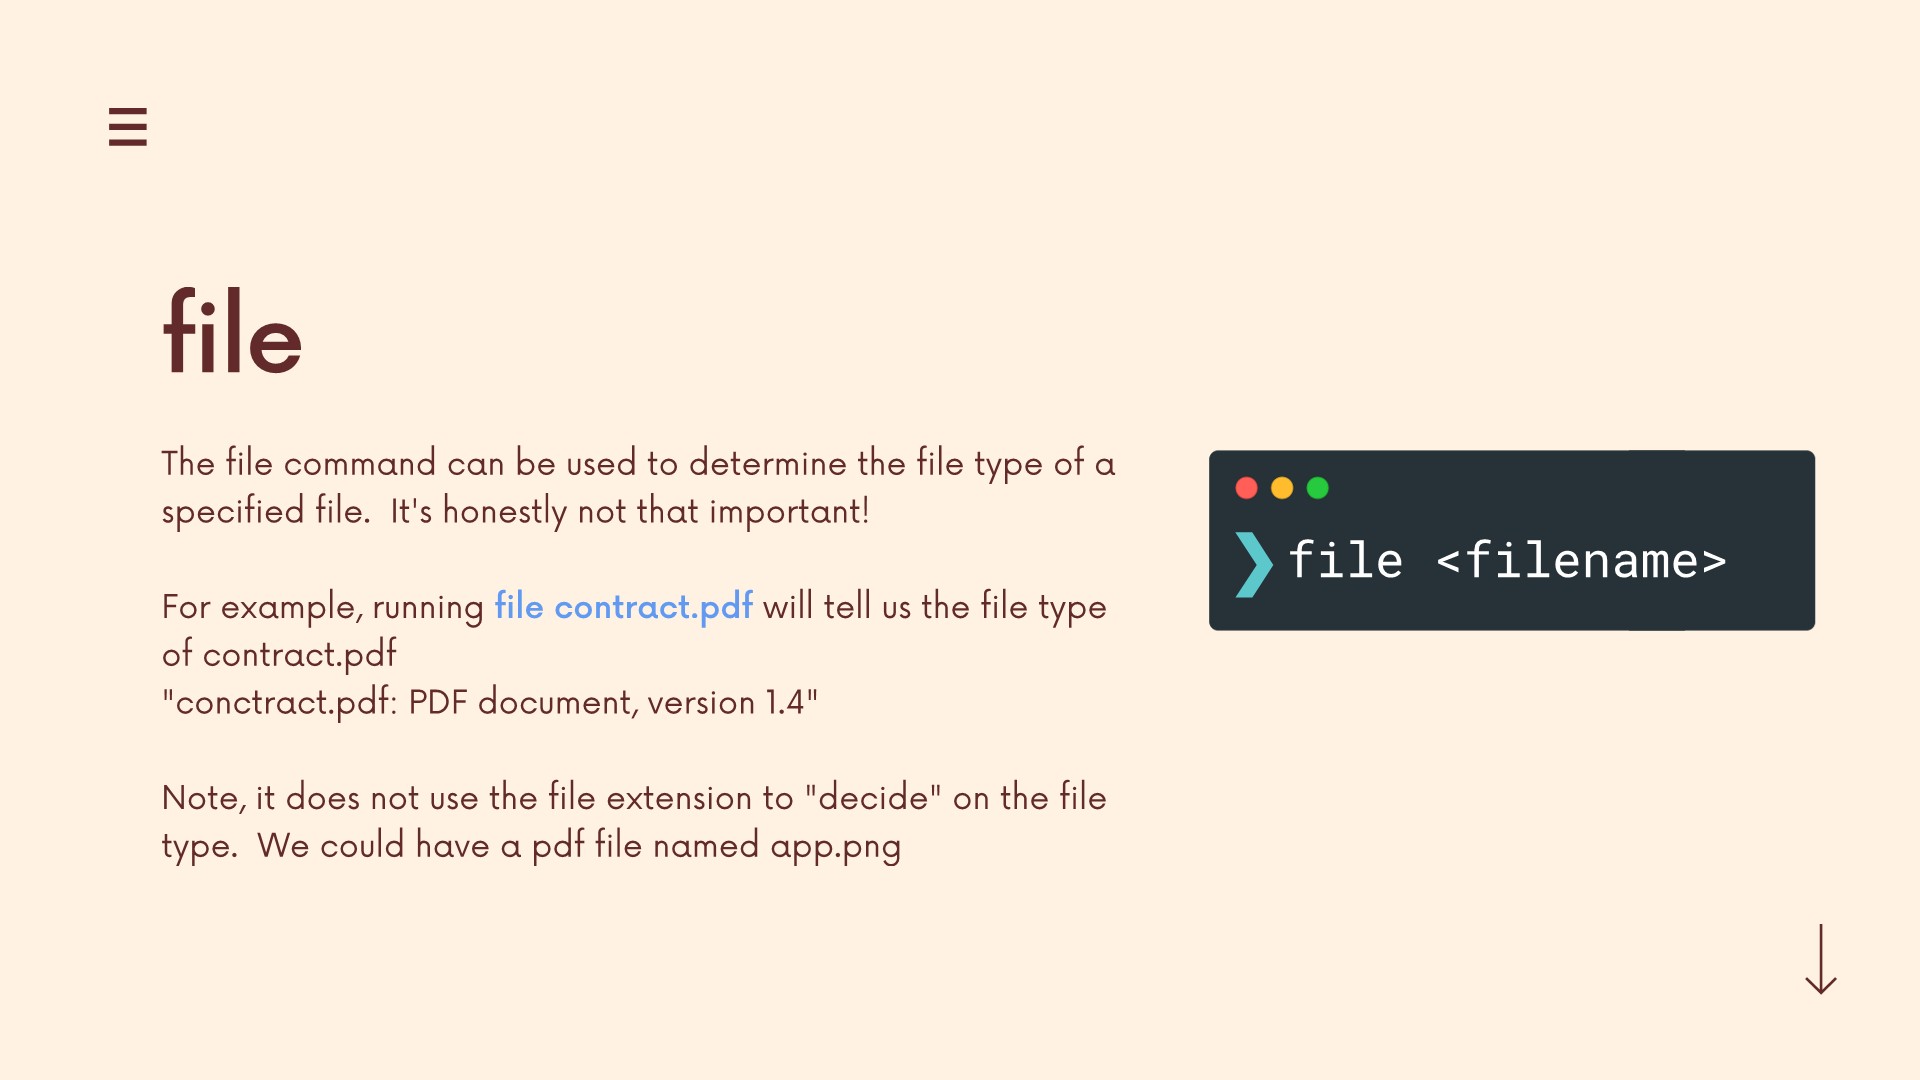 file
The file command can be used to determine the file type of a
specified file.  It's honestly not that important!
For example, running file contract.pdf will tell us the file type
of contract.pdf
"conctract.pdf: PDF document, version 1.4"
Note, it does not use the file extension to "decide" on the file
type.  We could have a pdf file named app.png
❯ file <filename>